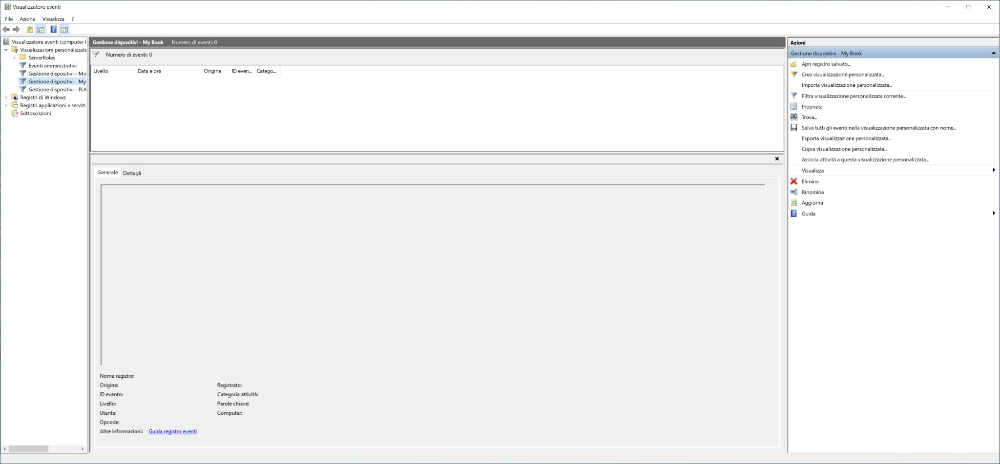 Visualizzatore eventi
File Azione Visualizza ?
Visualizzatore eventi (computer l
Visualizzazioni personalizzate
ServerRoles
Eventi amministrativi
Gestione dispositivi - Mo
Gestione dispositivi - My
Gestione dispositivi - PLA
Registri di Windows
Registri applicazioni e servizi
Sottoscrizioni
Gestione dispositivi - My Book Numero di eventi: 0
Numero di eventi: 0
Livello Data e ora Origine ID even... Catego...
Generale Dettagli
Nome registro:
Origine: Registrato:
ID evento: Categoria attività:
Livello: Parole chiave:
Utente: Computer:
Opcode:
Altre informazioni: Guida registro eventi
Azioni
Gestione dispositivi - My Book
Apri registro salvato...
Crea visualizzazione personalizzata...
Importa visualizzazione personalizzata...
Filtra visualizzazione personalizzata corrente...
Proprietà
Trova...
Salva tutti gli eventi nella visualizzazione personalizzata con nome...
Esporta visualizzazione personalizzata...
Copia visualizzazione personalizzata...
Associa attività a questa visualizzazione personalizzata...
Visualizza
Elimina
Rinomina
Aggiorna
Guida